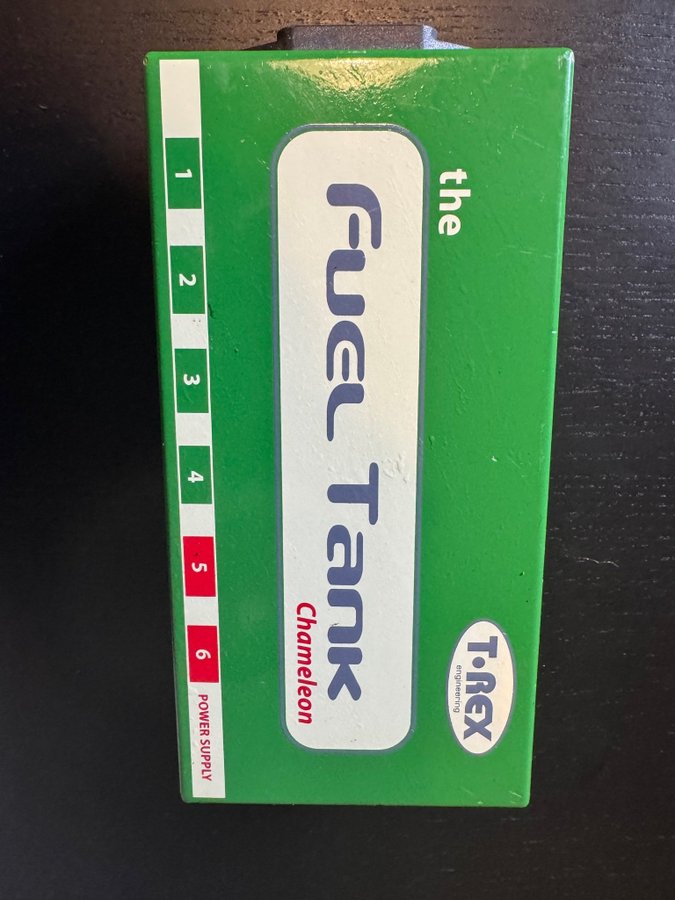 the
Fuel Tank
Chameleon
T·REX
engineering
1 2 3 4 5 6 POWER SUPPLY